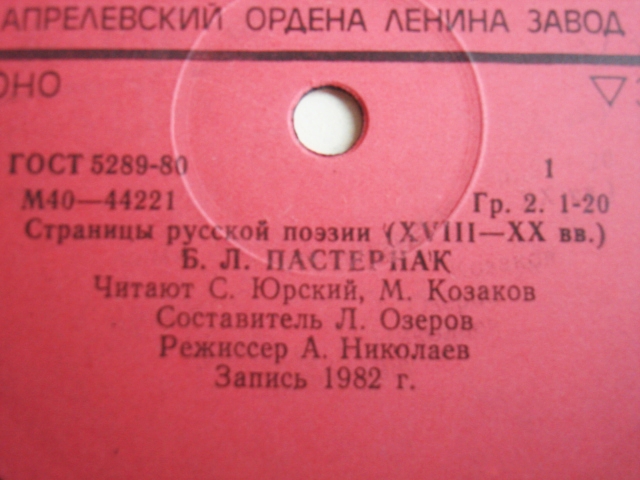 АПРЕЛЕВСКИЙ ОРДЕНА ЛЕНИНА ЗАВОД
ГОСТ 5289-80 1
М40—44221 Гр. 2. 1-20
Страницы русской поэзии (XVIII—XX вв.)
Б. Л. ПАСТЕРНАК
Читают С. Юрский, М. Козаков
Составитель Л. Озеров
Режиссер А. Николаев
Запись 1982 г.